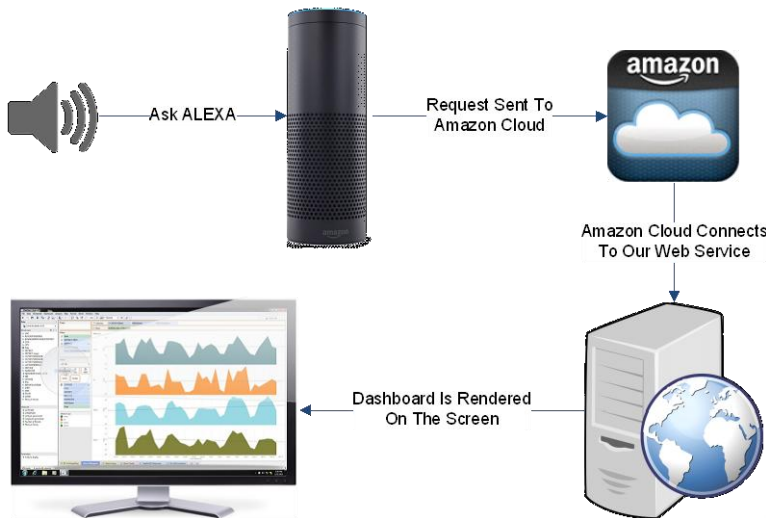 Ask ALEXA
amazon
Request Sent To
Amazon Cloud
amazon
Amazon Cloud Connects
To Our Web Service
Dashboard Is Rendered
On The Screen